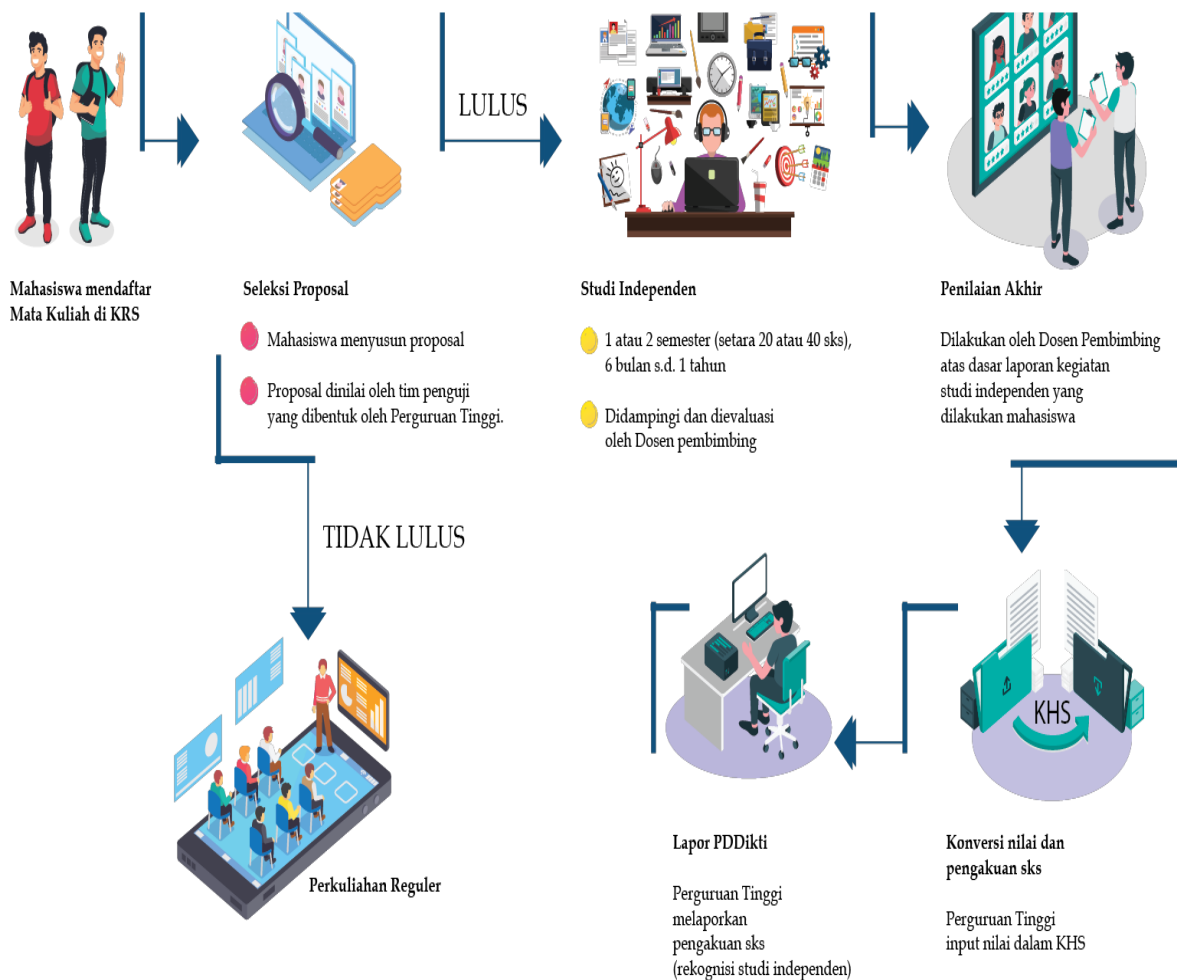 LULUS
Mahasiswa mendaftar
Mata Kuliah di KRS
Seleksi Proposal
Mahasiswa menyusun proposal
Proposal dinilai oleh tim penguji
yang dibentuk oleh Perguruan Tinggi.
Studi Independen
1 atau 2 semester (setara 20 atau 40 sks),
6 bulan s.d. 1 tahun
Didampingi dan dievaluasi
oleh Dosen pembimbing
Penilaian Akhir
Dilakukan oleh Dosen Pembimbing
atas dasar laporan kegiatan
studi independen yang
dilakukan mahasiswa
TIDAK LULUS
Perkuliahan Reguler
KHS
Konversi nilai dan
pengakuan sks
Perguruan Tinggi
input nilai dalam KHS
Lapor PDDikti
Perguruan Tinggi
melaporkan
pengakuan sks
(rekognisi studi independen)